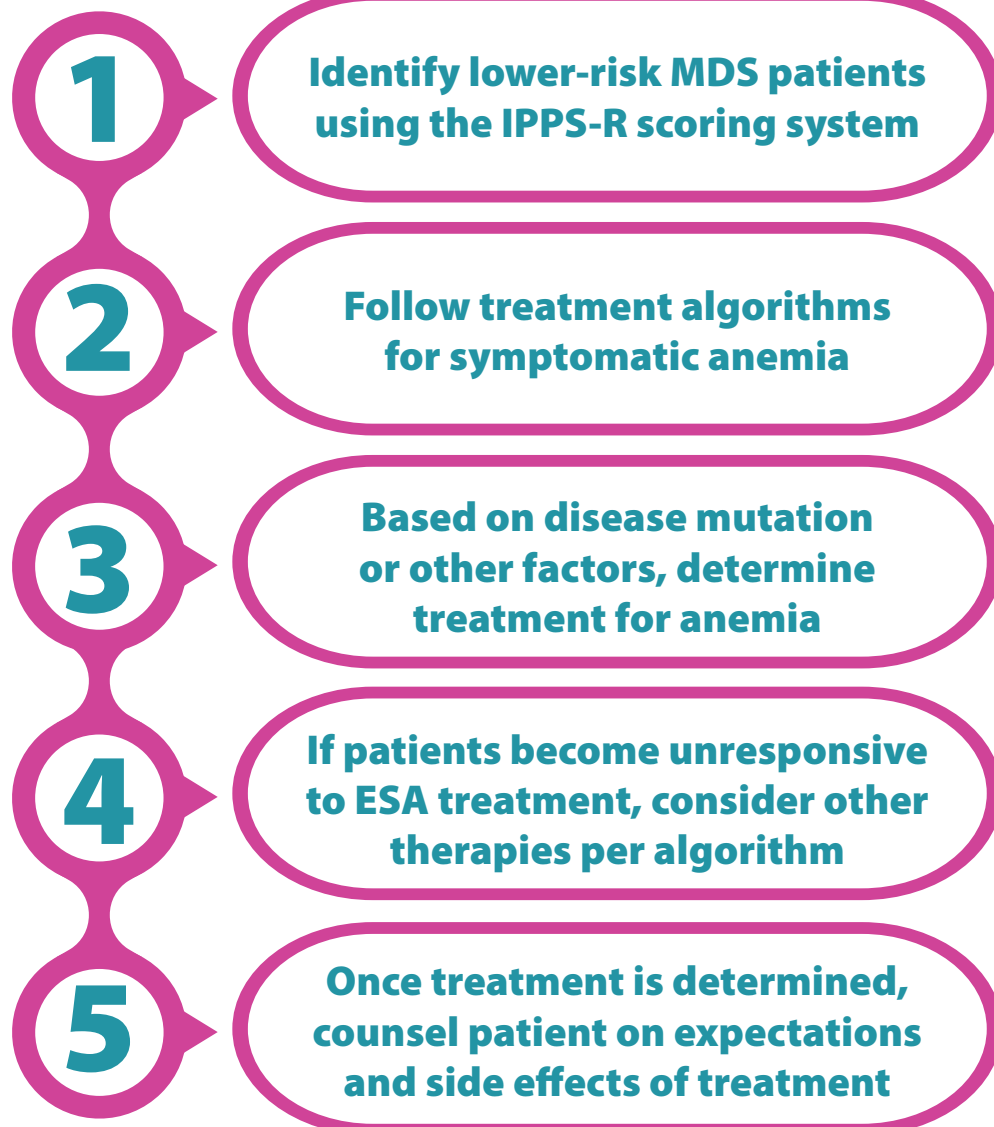 1
Identify lower-risk MDS patients
using the IPPS-R scoring system
2
Follow treatment algorithms
for symptomatic anemia
3
Based on disease mutation
or other factors, determine
treatment for anemia
4
If patients become unresponsive
to ESA treatment, consider other
therapies per algorithm
5
Once treatment is determined,
counsel patient on expectations
and side effects of treatment